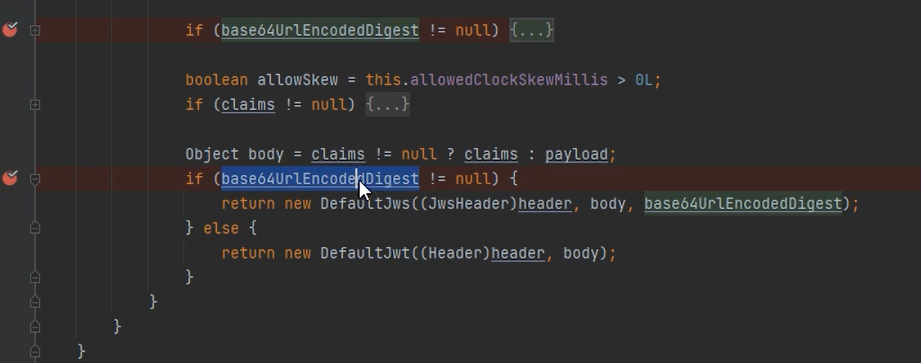 if (base64UrlEncodedDigest != null) {...}
boolean allowSkew = this.allowedClockSkewMillis > 0L;
if (claims != null) {...}
Object body = claims != null ? claims : payload;
if (base64UrlEncodedDigest != null) {
return new DefaultJws((JwsHeader)header, body, base64UrlEncodedDigest);
} else {
return new DefaultJwt((Header)header, body);
}
}
}
}